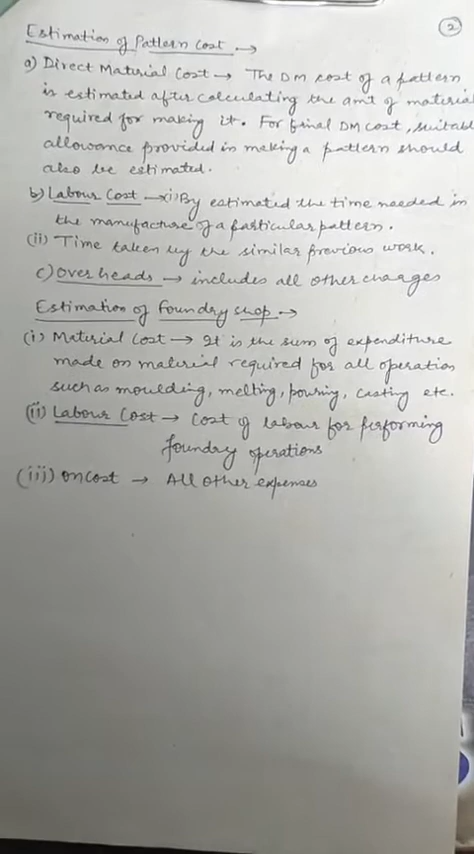 2
Estimation of Pattern Cost →
a) Direct Material Cost → The DM cost of a pattern
is estimated after calculating the amt of material
required for making it. For final DM cost, suitable
allowance provided in making a pattern should
also be estimated.
b) Labour Cost → (i) By estimated the time needed in
the manufacture of a particular pattern.
(ii) Time taken by the similar previous work.
c) Over heads → includes all other charges
Estimation of Foundry shop →
(i) Material Cost → It is the sum of expenditure
made on material required for all operation
such as moulding, melting, pouring, casting etc.
(ii) Labour Cost → Cost of labour for performing
foundry operations
(iii) oncost → All other expenses